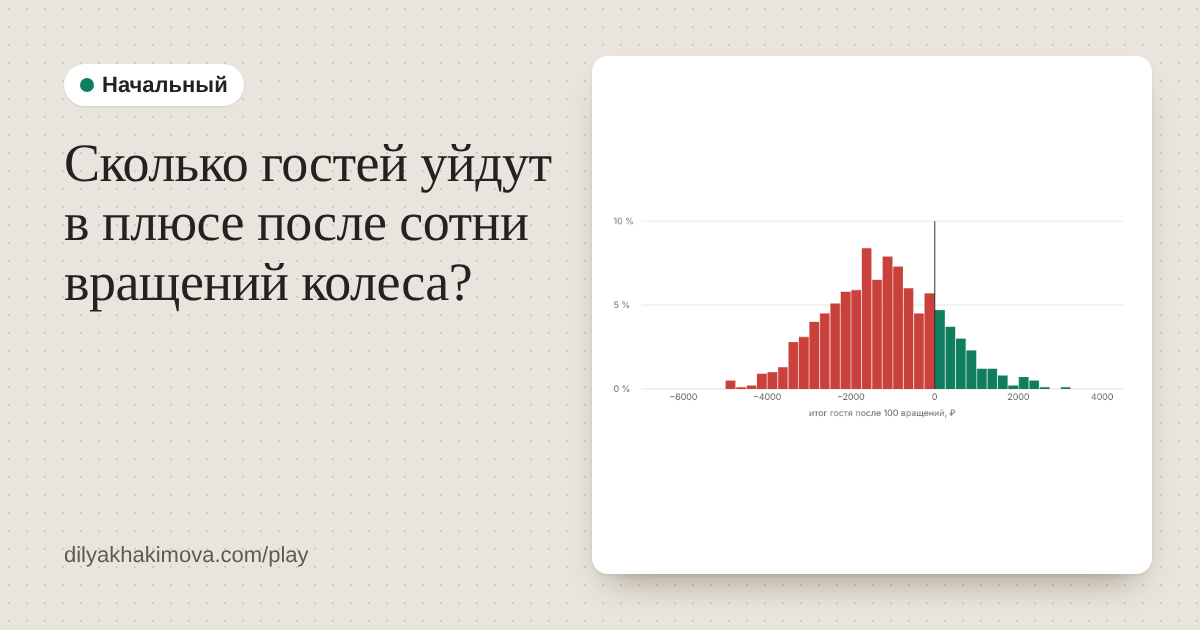 Начальный
Сколько гостей уйдут
в плюсе после сотни
вращений колеса?
dilyakhakimova.com/play
10 %
5 %
0 %
−6000 −4000 −2000 0 2000 4000
итог гостя после 100 вращений, ₽